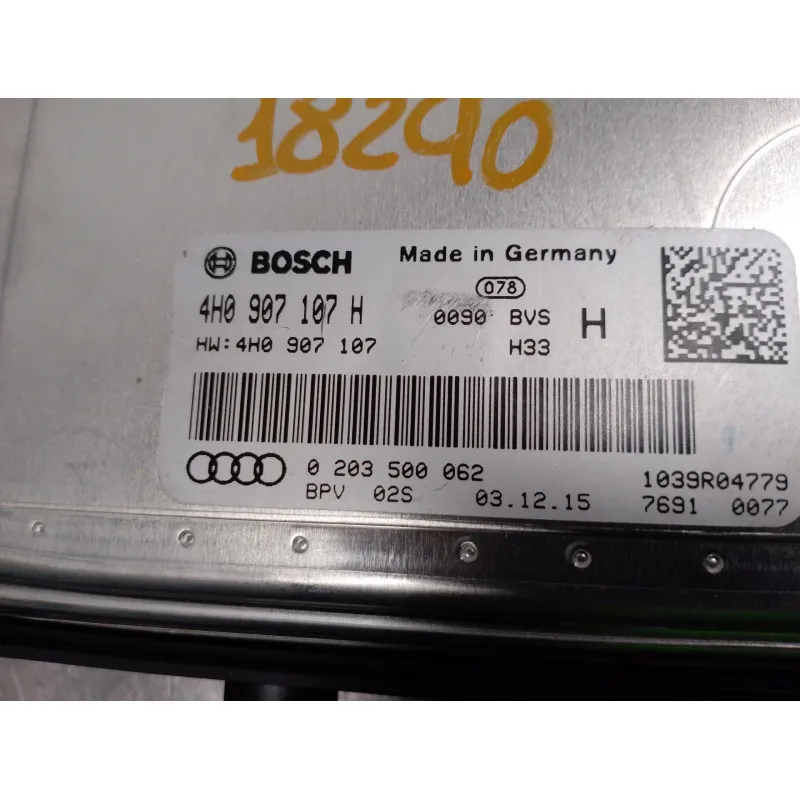 18290
BOSCH Made in Germany
078
4H0 907 107 H 0090 BVS H
HW:4H0 907 107 H33
0 203 500 062 1039R04779
BPV 02S 03.12.15 7691 0077